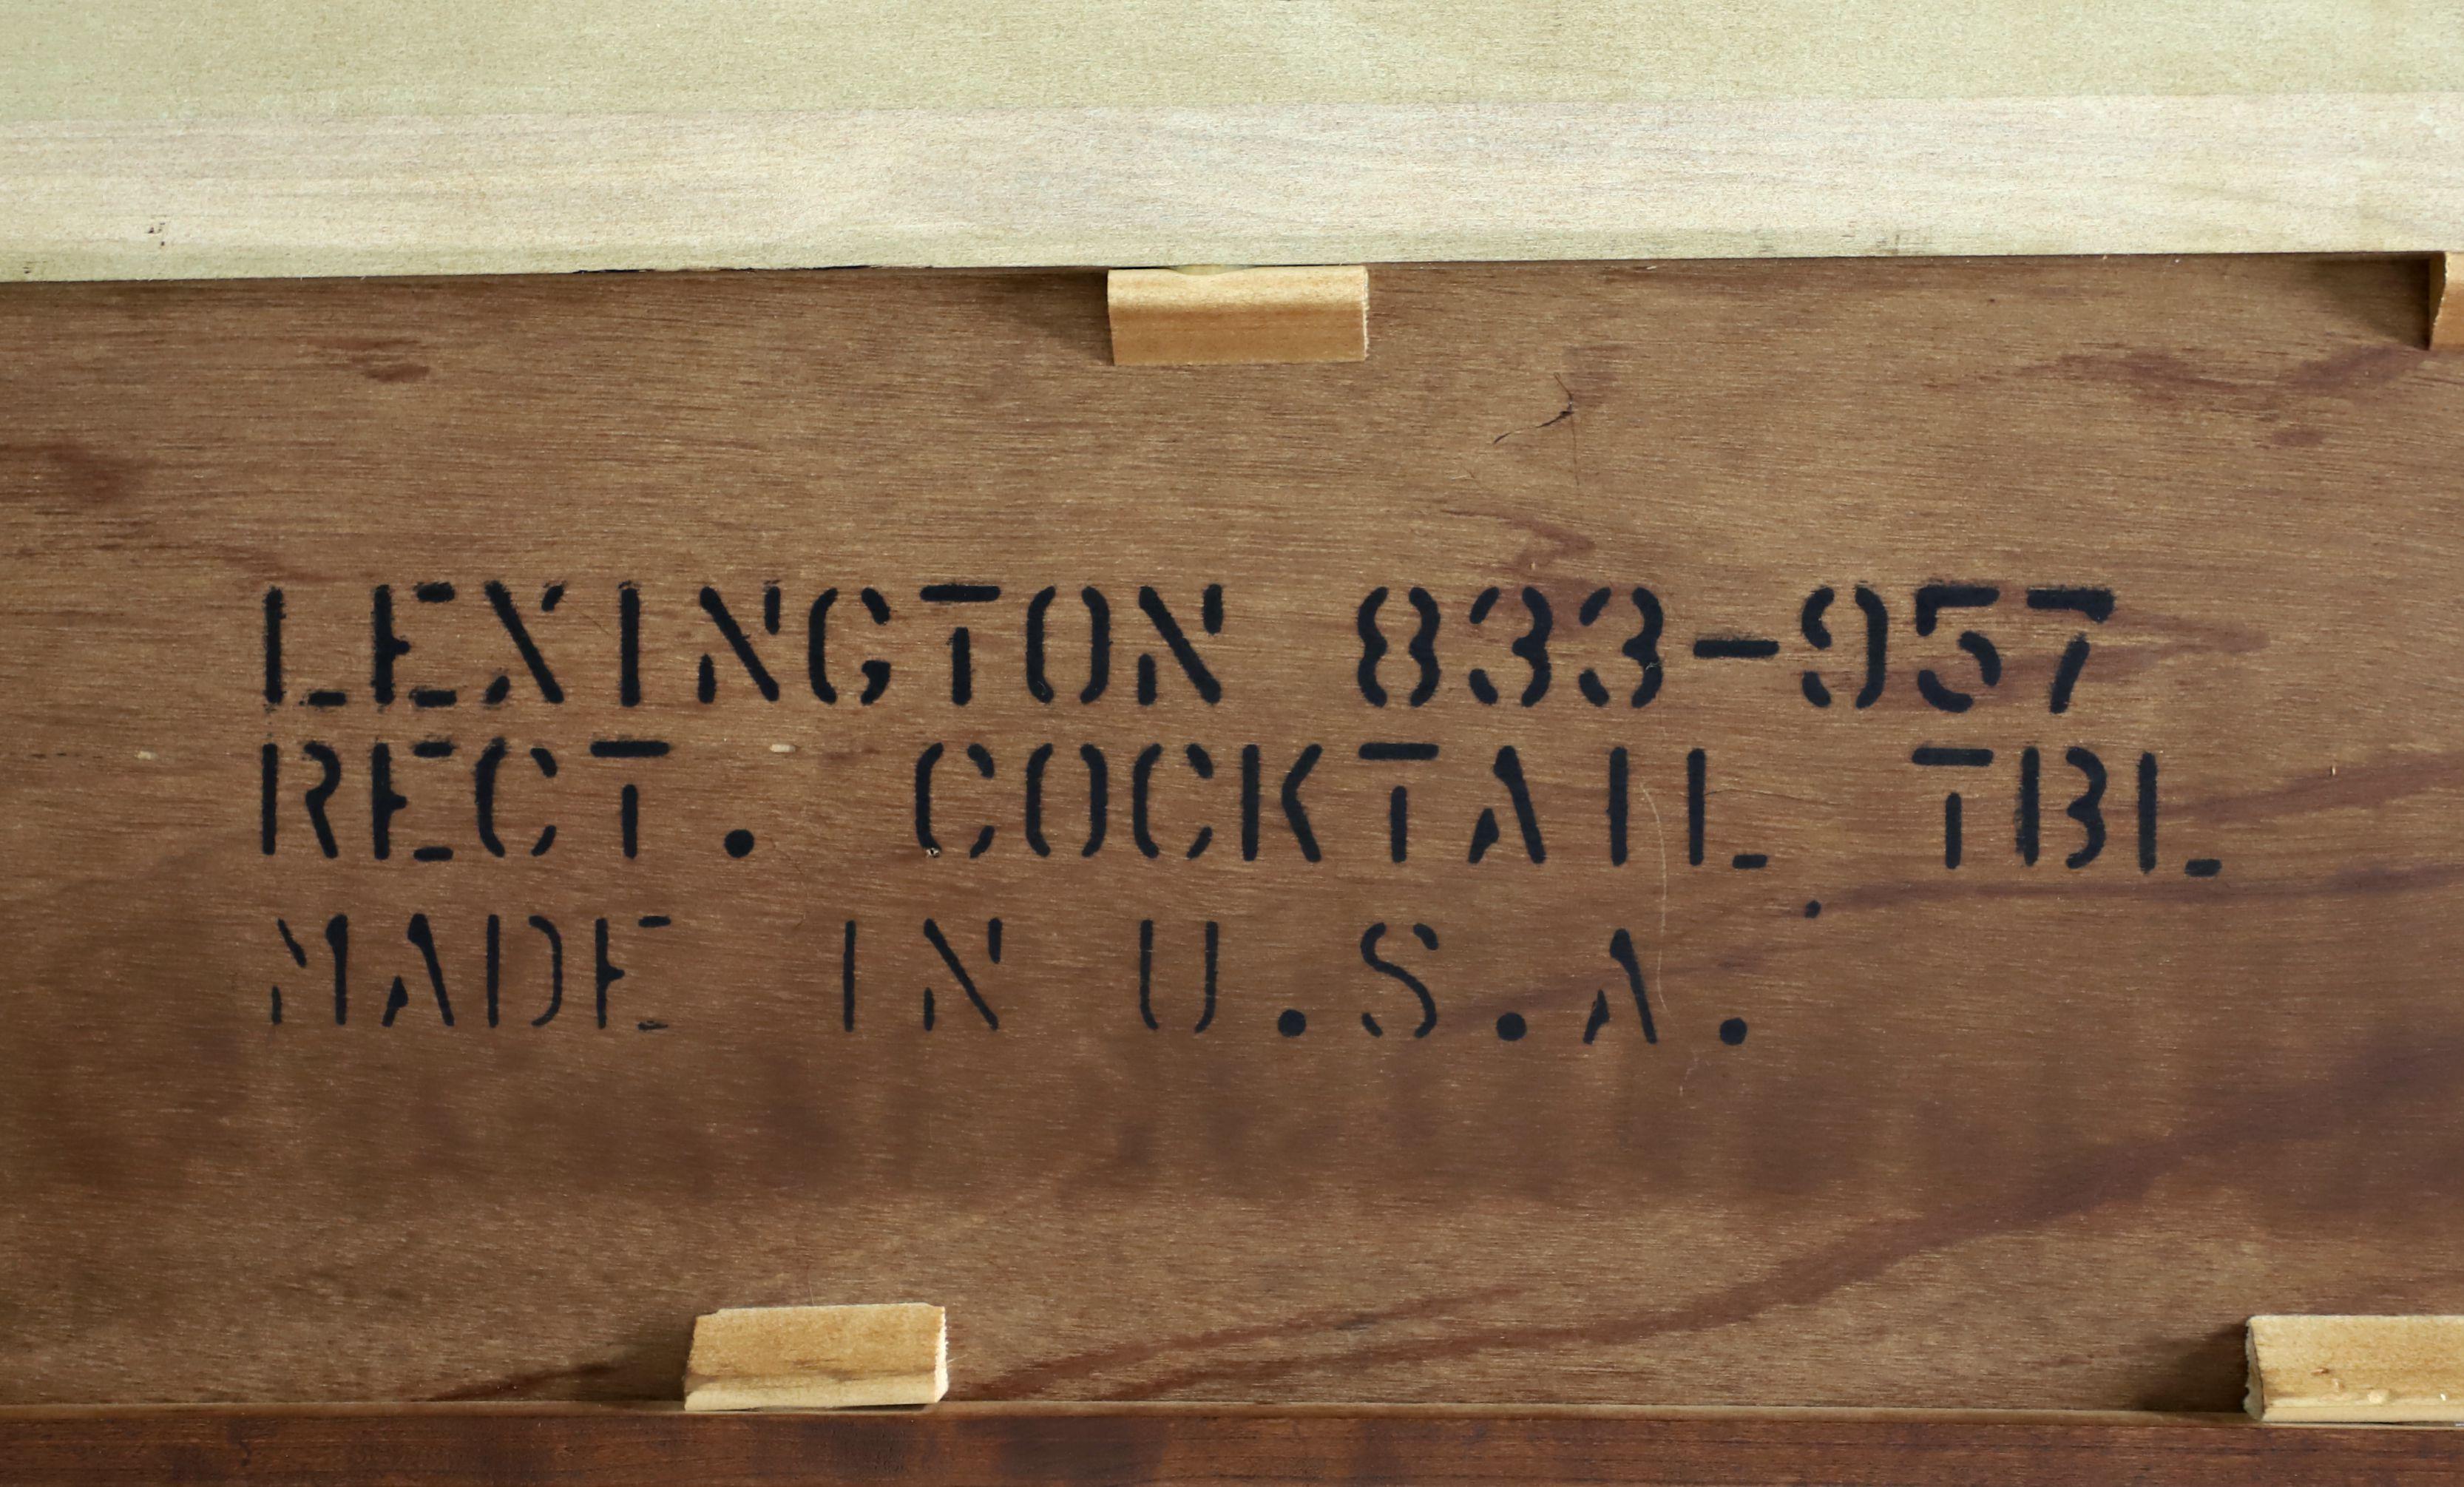 LEXINGTON 833-957
RECT. COCKTAIL TBL
MADE IN U.S.A.